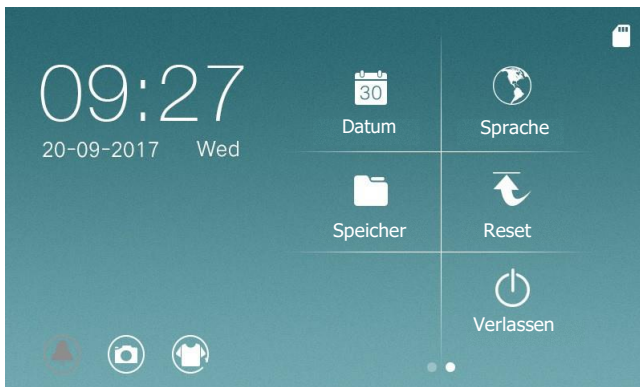 09:27
20-09-2017 Wed
30
Datum
Sprache
Speicher
Reset
Verlassen